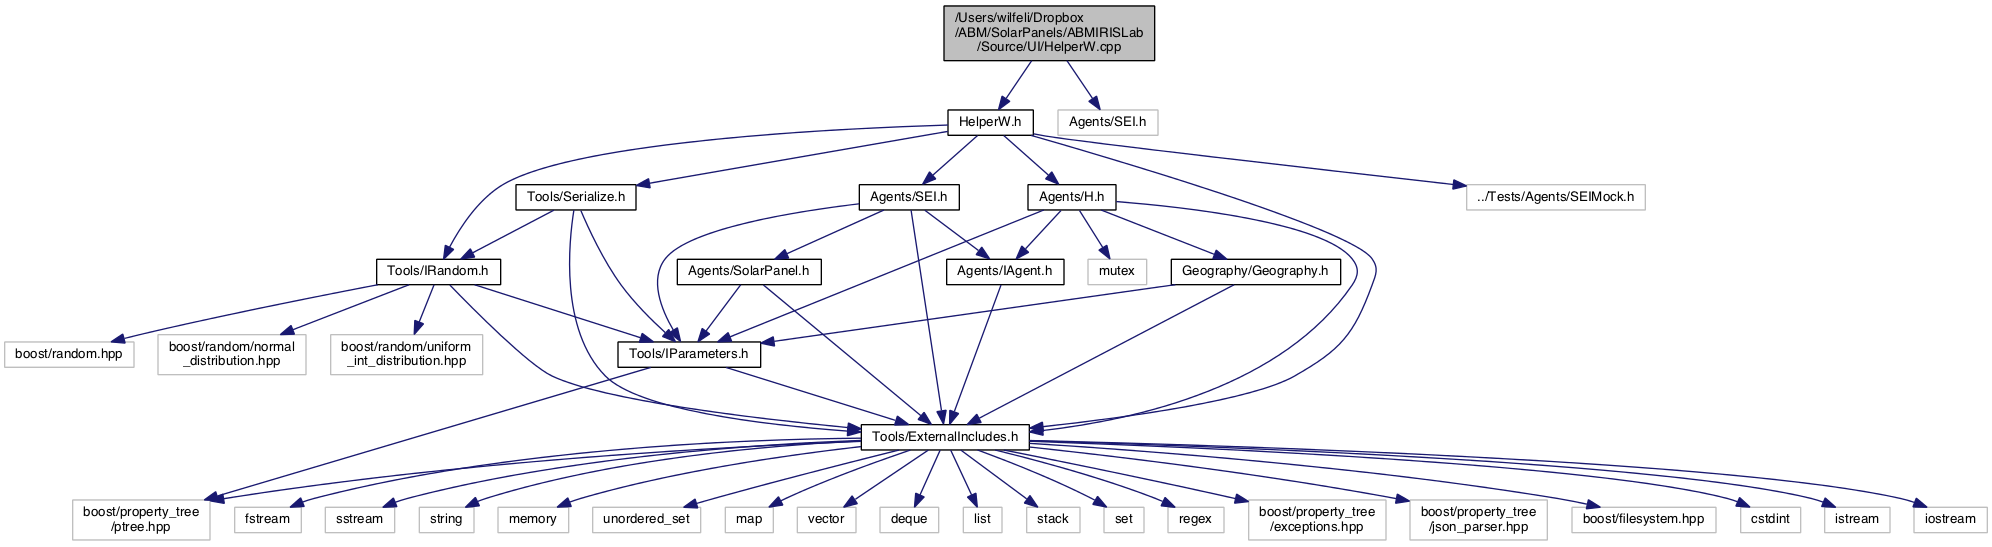 /Users/wilfeli/Dropbox
/ABM/SolarPanels/ABMIRISLab
/Source/UI/HelperW.cpp
HelperW.h
Agents/SEI.h
Tools/Serialize.h
Agents/SEI.h
Agents/H.h
../Tests/Agents/SEIMock.h
Tools/IRandom.h
Agents/SolarPanel.h
Agents/IAgent.h
mutex
Geography/Geography.h
boost/random.hpp
boost/random/normal
_distribution.hpp
boost/random/uniform
_int_distribution.hpp
Tools/IParameters.h
Tools/ExternalIncludes.h
boost/property_tree
/ptree.hpp
fstream
sstream
string
memory
unordered_set
map
vector
deque
list
stack
set
regex
boost/property_tree
/exceptions.hpp
boost/property_tree
/json_parser.hpp
boost/filesystem.hpp
cstdint
istream
iostream